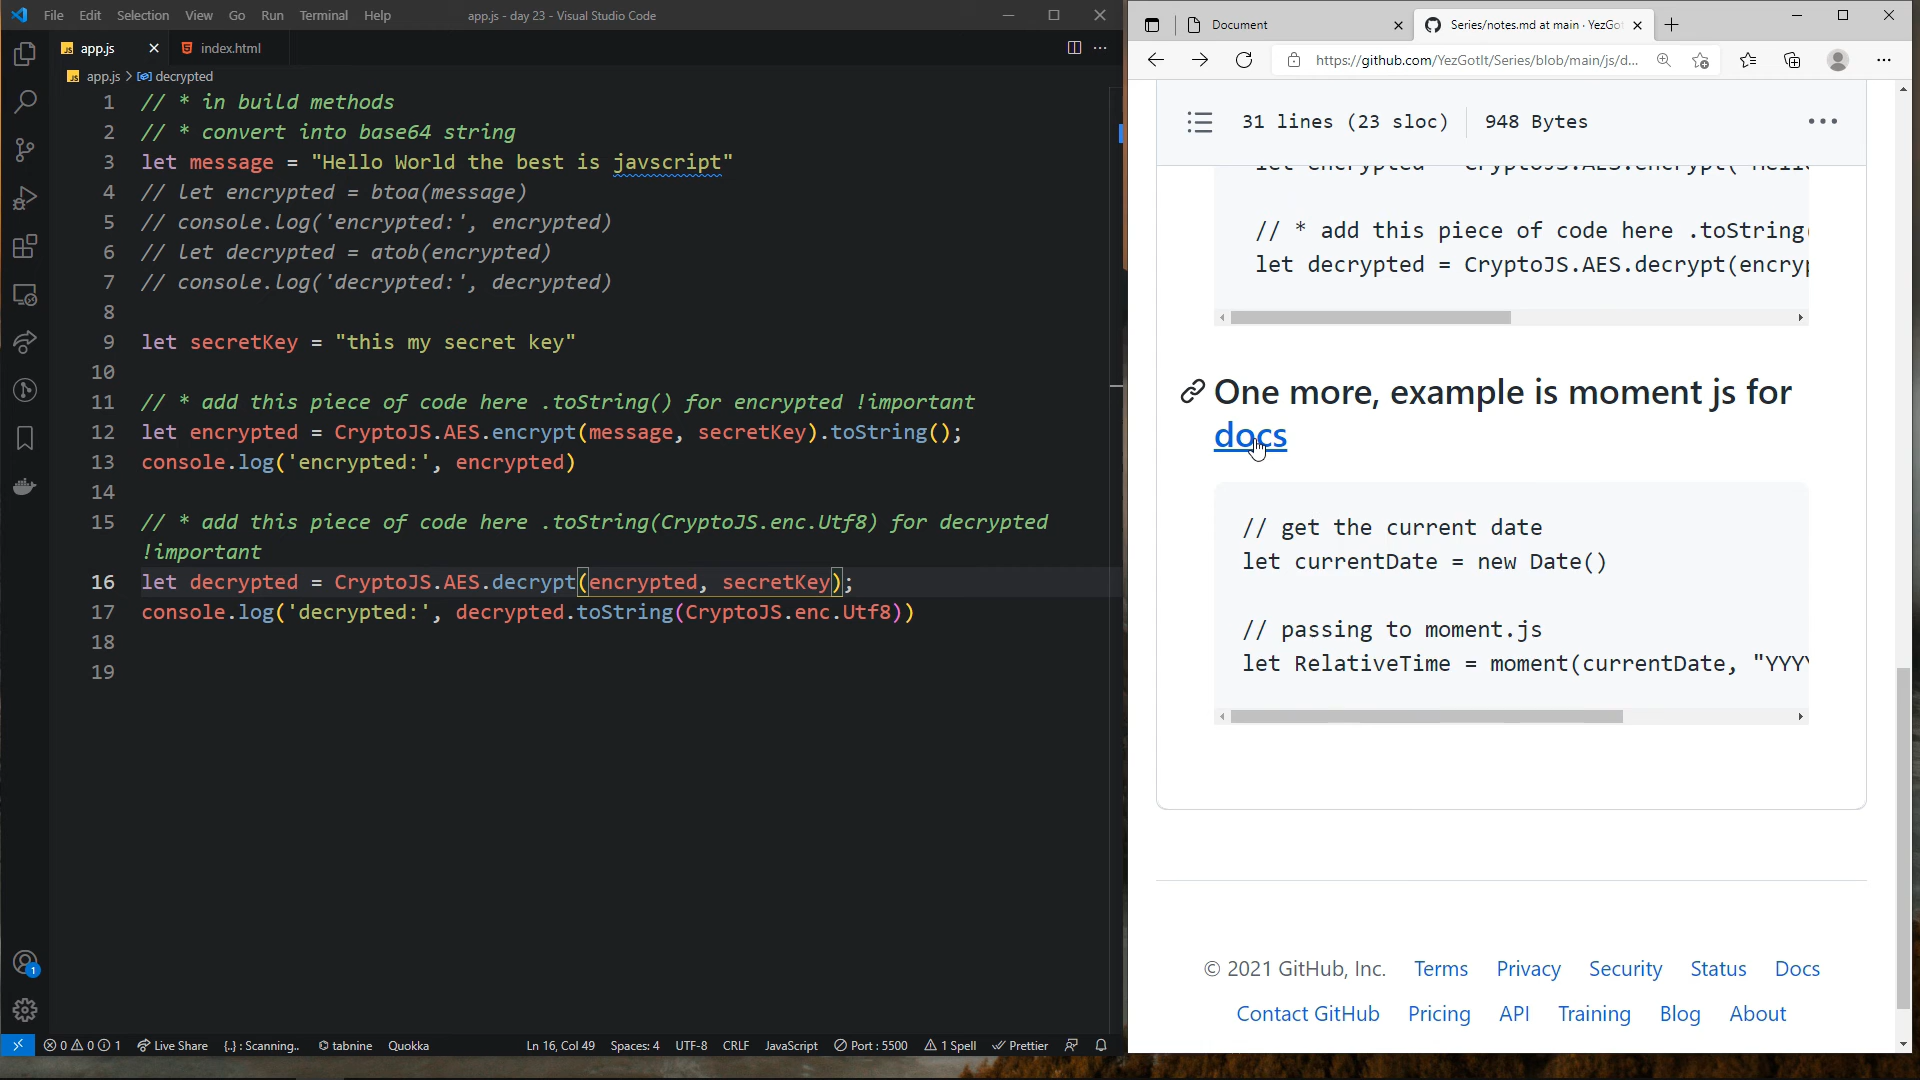 File Edit Selection View Go Run Terminal Help app.js - day 23 - Visual Studio Code
app.js index.html
app.js > decrypted
1 // * in build methods
2 // * convert into base64 string
3 let message = "Hello World the best is javscript"
4 // let encrypted = btoa(message)
5 // console.log('encrypted:', encrypted)
6 // let decrypted = atob(encrypted)
7 // console.log('decrypted:', decrypted)
8
9 let secretKey = "this my secret key"
10
11 // * add this piece of code here .toString() for encrypted !important
12 let encrypted = CryptoJS.AES.encrypt(message, secretKey).toString();
13 console.log('encrypted:', encrypted)
14
15 // * add this piece of code here .toString(CryptoJS.enc.Utf8) for decrypted
!important
16 let decrypted = CryptoJS.AES.decrypt(encrypted, secretKey);
17 console.log('decrypted:', decrypted.toString(CryptoJS.enc.Utf8))
18
19
1
0 0 1 Live Share {..} : Scanning.. tabnine Quokka Ln 16, Col 49 Spaces: 4 UTF-8 CRLF JavaScript Port : 5500 1 Spell Prettier
Document Series/notes.md at main · YezGot
https://github.com/YezGotIt/Series/blob/main/js/d...
31 lines (23 sloc) 948 Bytes
let encrypted = CryptoJS.AES.encrypt("Hell
// * add this piece of code here .toString(
let decrypted = CryptoJS.AES.decrypt(encryp
One more, example is moment js for
docs
// get the current date
let currentDate = new Date()
// passing to moment.js
let RelativeTime = moment(currentDate, "YYYY
© 2021 GitHub, Inc. Terms Privacy Security Status Docs
Contact GitHub Pricing API Training Blog About